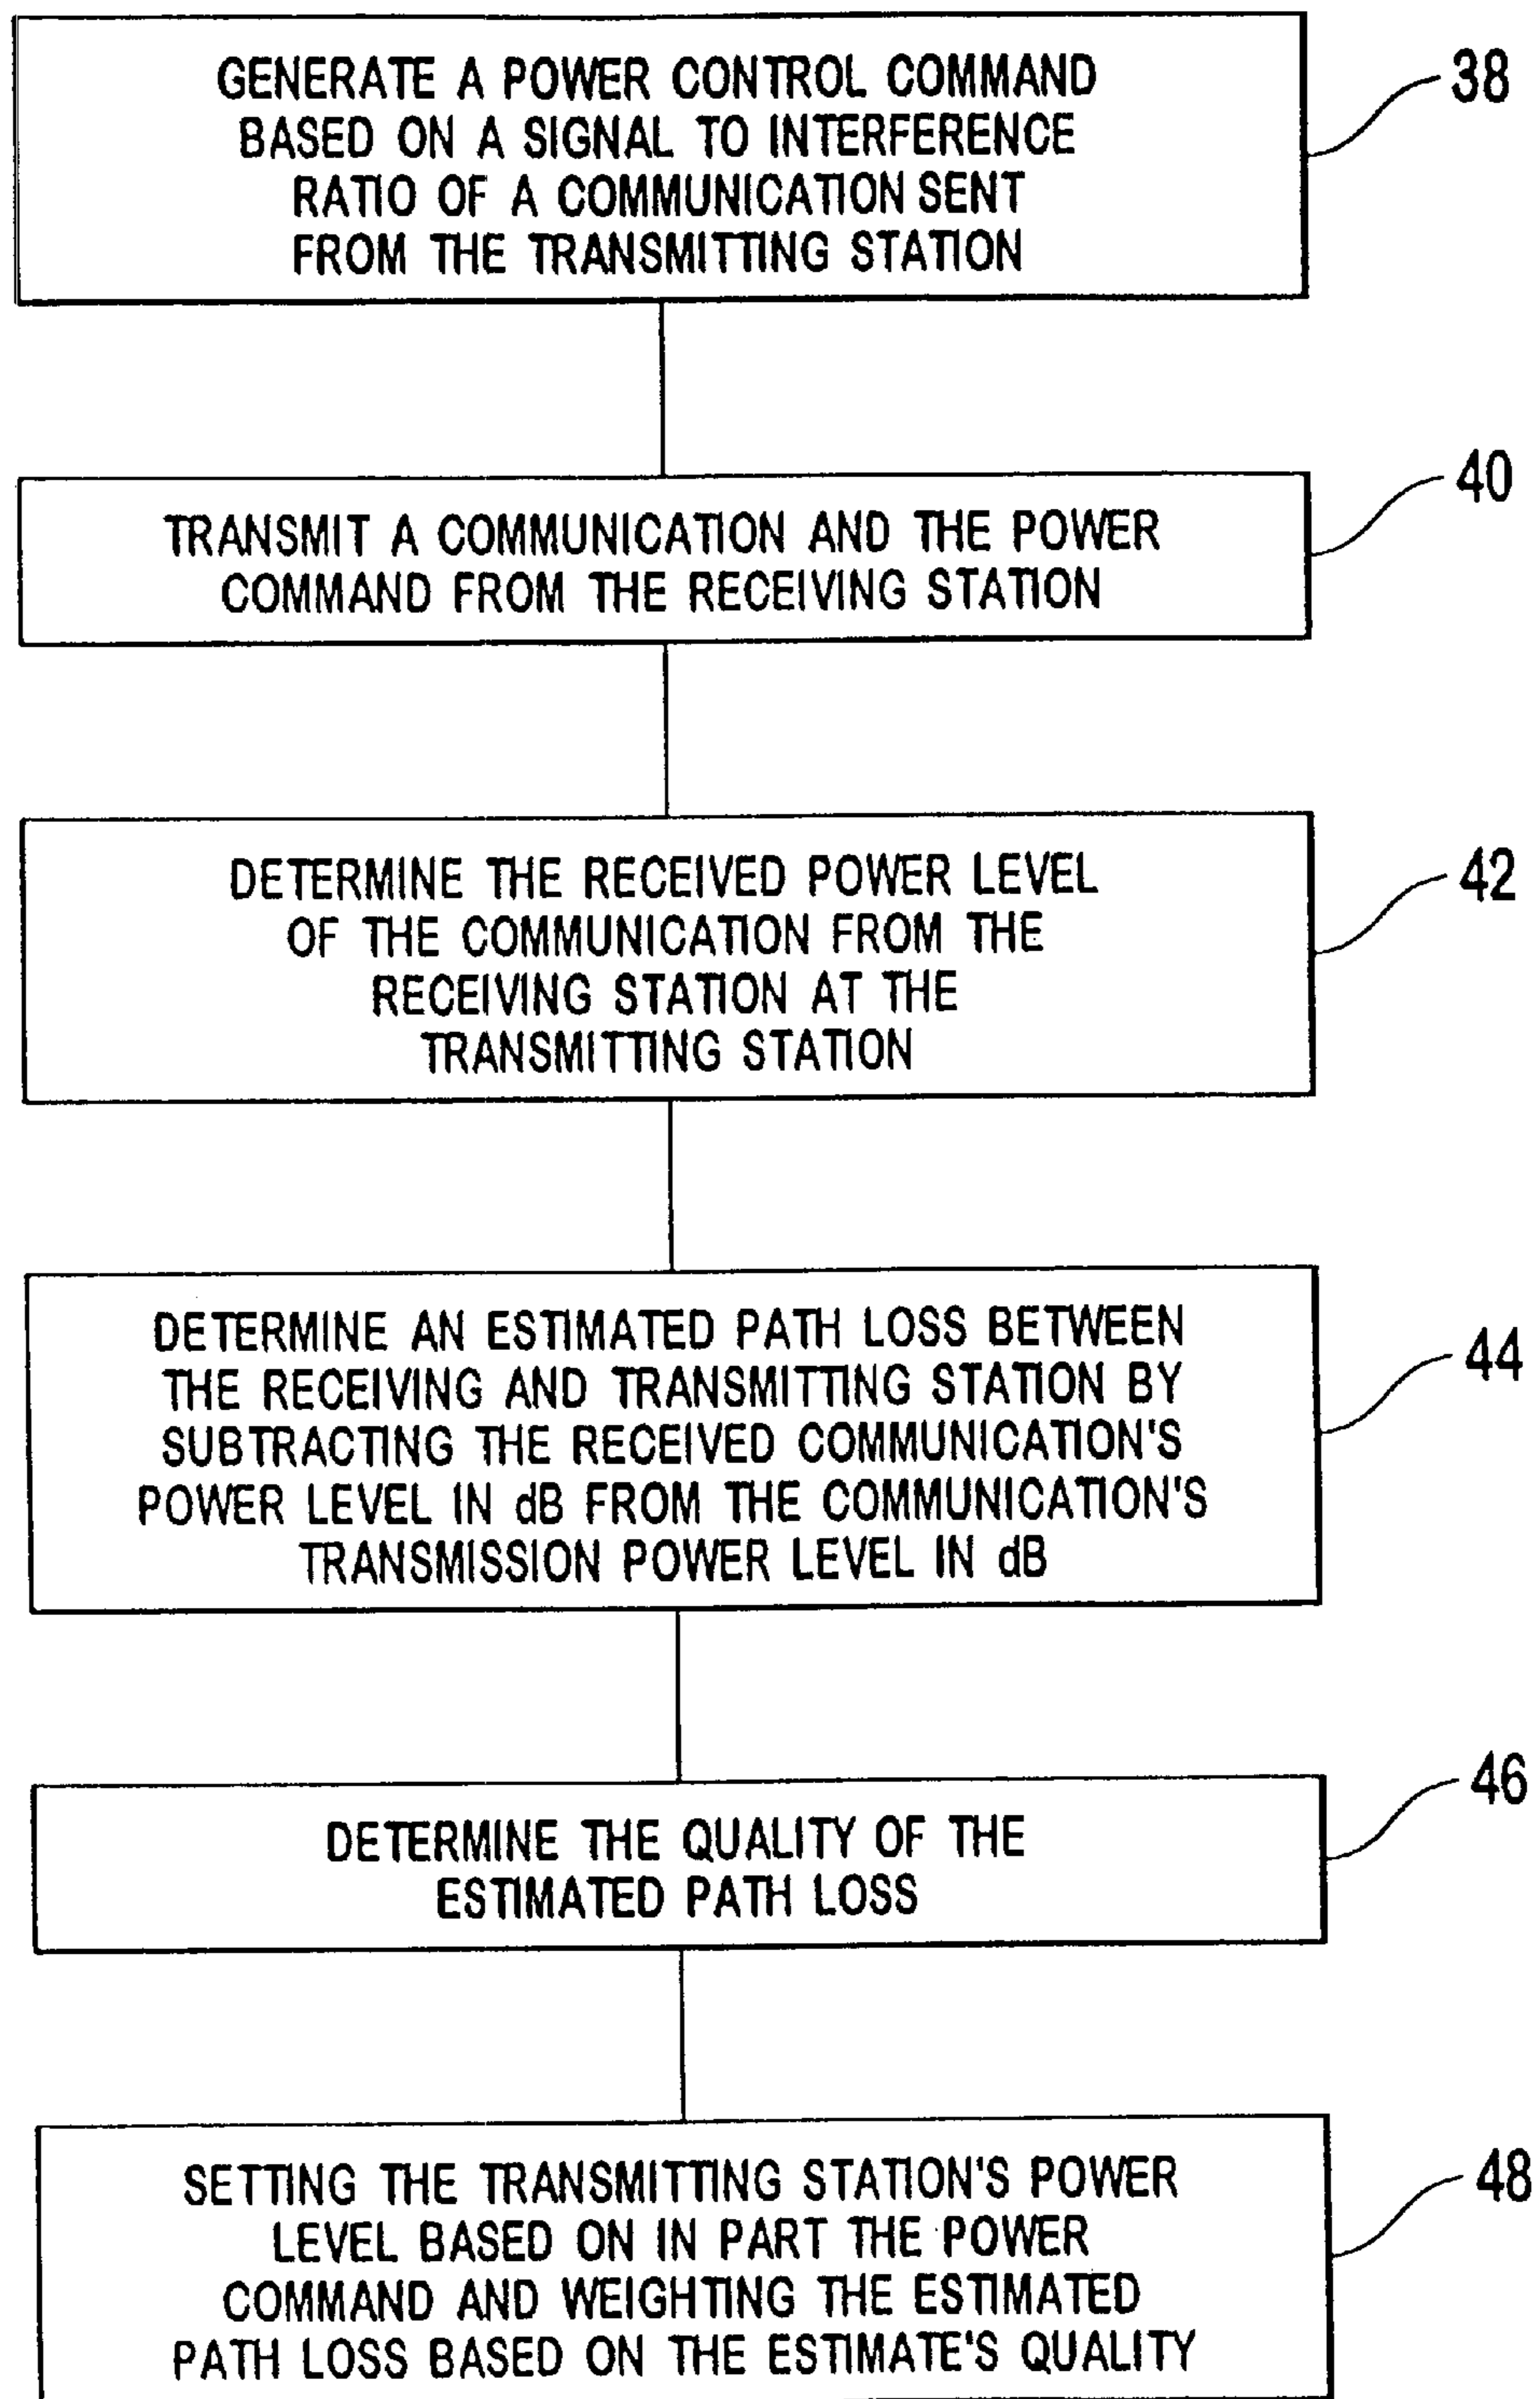 GENERATE A POWER CONTROL COMMAND
BASED ON A SIGNAL TO INTERFERENCE
RATIO OF A COMMUNICATION SENT
FROM THE TRANSMITTING STATION
38
TRANSMIT A COMMUNICATION AND THE POWER
COMMAND FROM THE RECEIVING STATION
40
DETERMINE THE RECEIVED POWER LEVEL
OF THE COMMUNICATION FROM THE
RECEIVING STATION AT THE
TRANSMITTING STATION
42
DETERMINE AN ESTIMATED PATH LOSS BETWEEN
THE RECEIVING AND TRANSMITTING STATION BY
SUBTRACTING THE RECEIVED COMMUNICATION'S
POWER LEVEL IN dB FROM THE COMMUNICATION'S
TRANSMISSION POWER LEVEL IN dB
44
DETERMINE THE QUALITY OF THE
ESTIMATED PATH LOSS
46
SETTING THE TRANSMITTING STATION'S POWER
LEVEL BASED ON IN PART THE POWER
COMMAND AND WEIGHTING THE ESTIMATED
PATH LOSS BASED ON THE ESTIMATE'S QUALITY
48